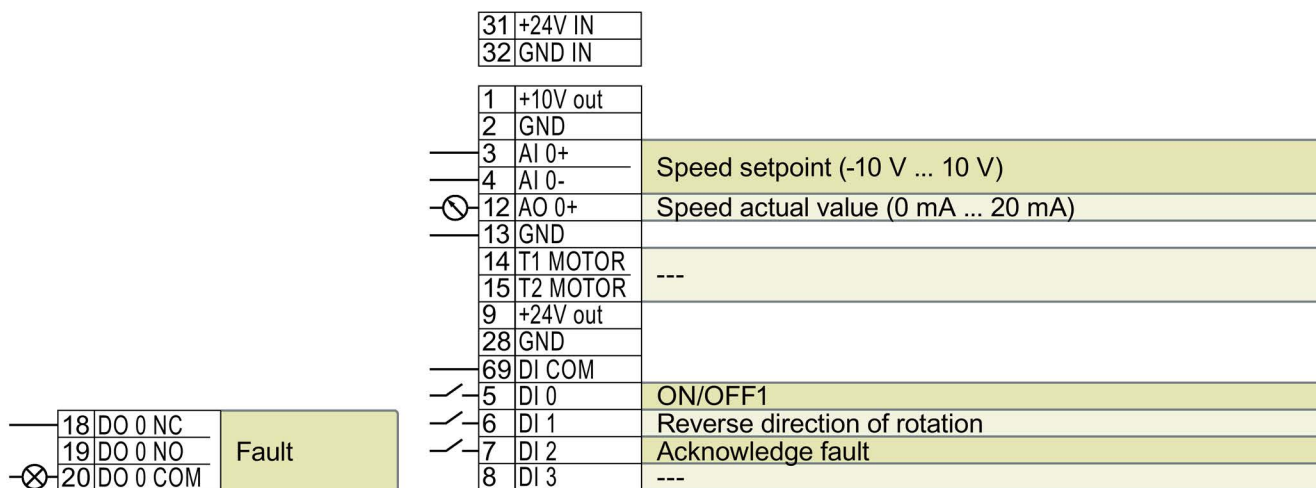 31 +24V IN
32 GND IN
1 +10V out
2 GND
3 AI 0+
4 AI 0-
Speed setpoint (-10 V ... 10 V)
12 AO 0+ Speed actual value (0 mA ... 20 mA)
13 GND
14 T1 MOTOR
15 T2 MOTOR
---
9 +24V out
28 GND
69 DI COM
5 DI 0 ON/OFF1
6 DI 1 Reverse direction of rotation
7 DI 2 Acknowledge fault
8 DI 3 ---
18 DO 0 NC
19 DO 0 NO
20 DO 0 COM
Fault